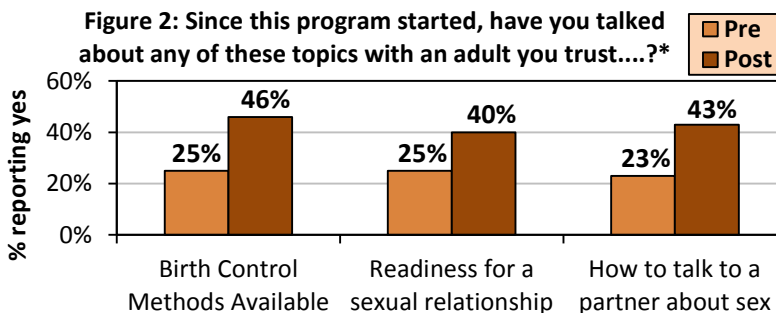 Figure 2: Since this program started, have you talked
about any of these topics with an adult you trust....?*
Pre
Post
% reporting yes
60%
40%
20%
0%
25%
46%
25%
40%
23%
43%
Birth Control
Methods Available
Readiness for a
sexual relationship
How to talk to a
partner about sex